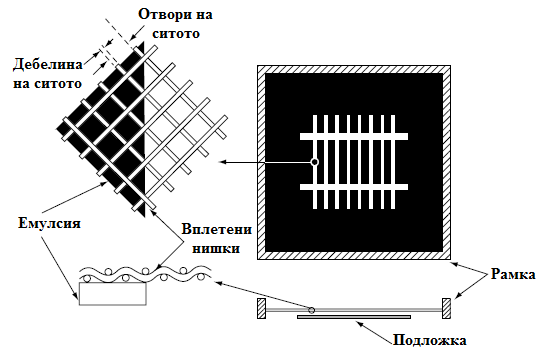 Отвори на
ситото
Дебелина
на ситото
Емулсия
Вплетени
нишки
Рамка
Подложка